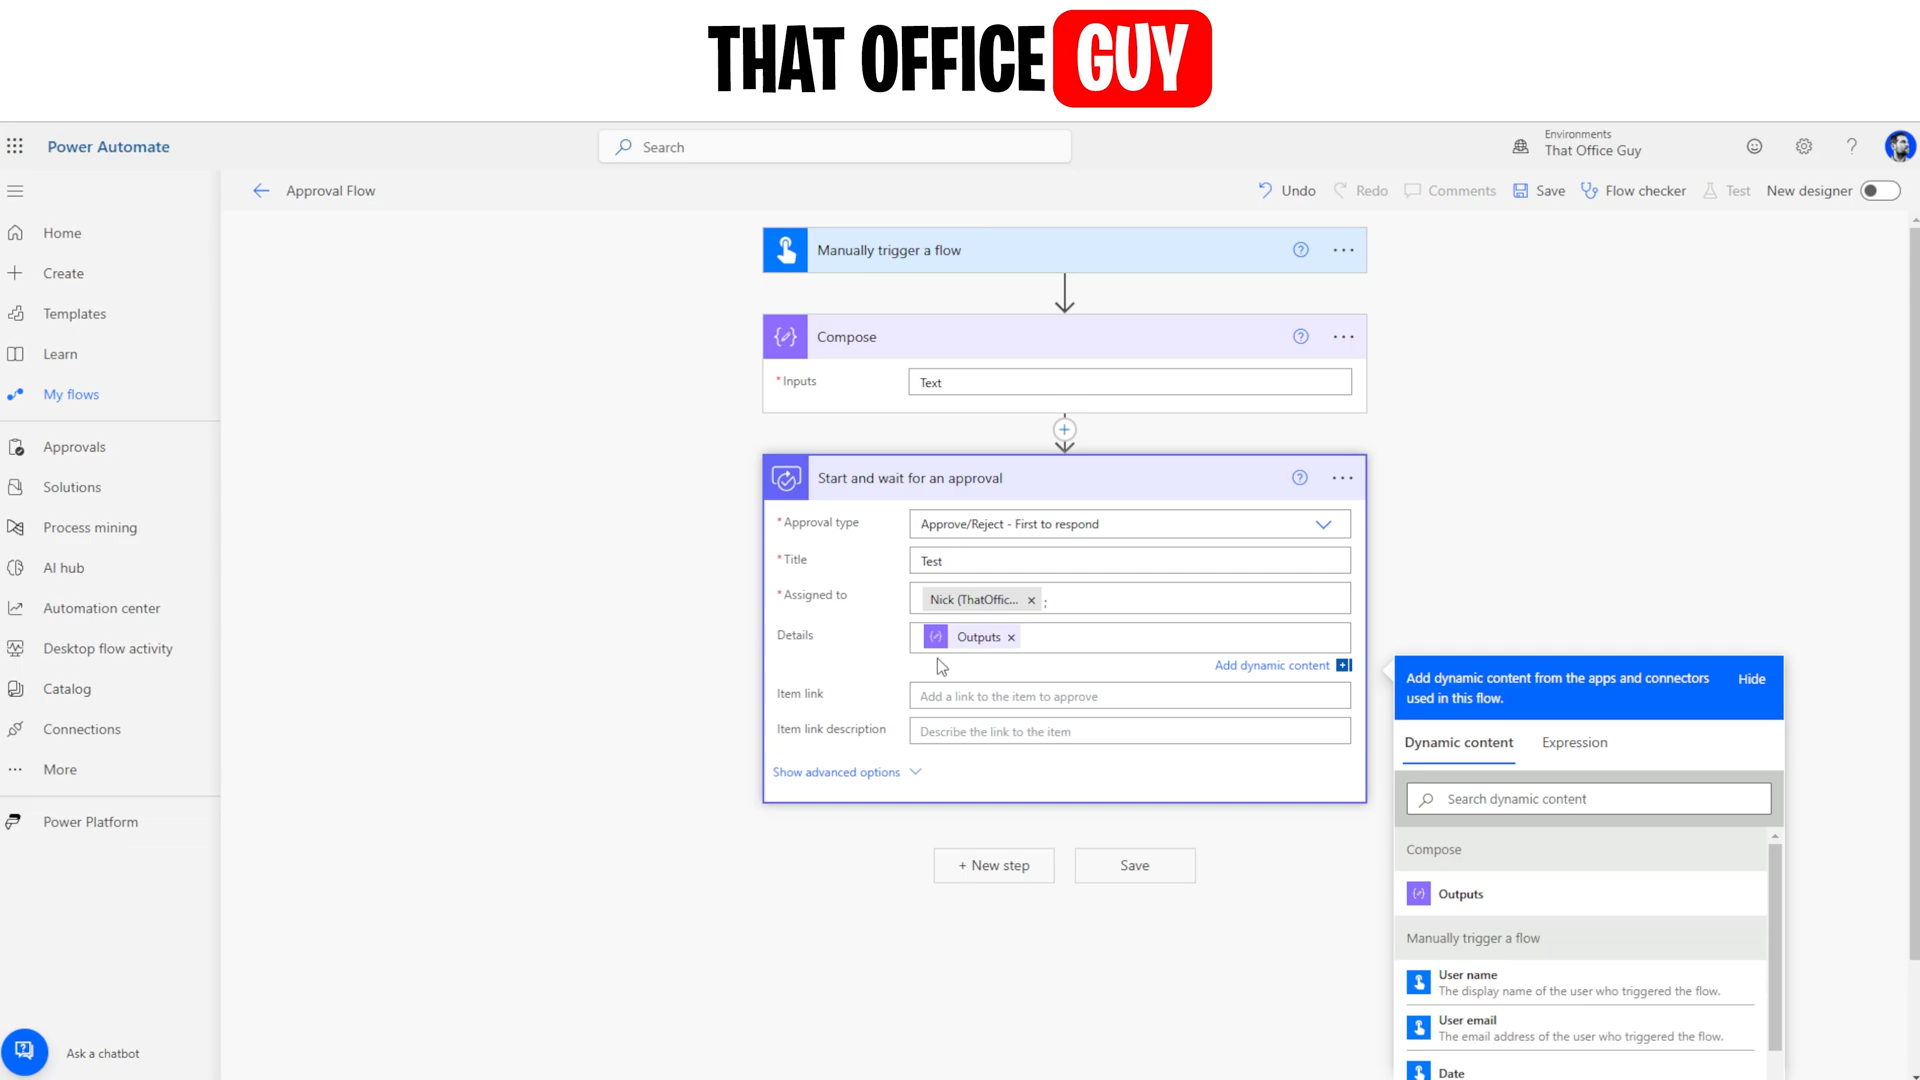 THAT OFFICE GUY
Power Automate
Search
Environments
That Office Guy
Approval Flow
Undo
Redo
Comments
Save
Flow checker
Test
New designer
Home
Create
Templates
Learn
My flows
Approvals
Solutions
Process mining
AI hub
Automation center
Desktop flow activity
Catalog
Connections
More
Power Platform
Ask a chatbot
Manually trigger a flow
Compose
* Inputs
Text
Start and wait for an approval
* Approval type
Approve/Reject - First to respond
* Title
Test
* Assigned to
Nick (ThatOffic... × ;
Details
Outputs ×
Add dynamic content
Item link
Add a link to the item to approve
Item link description
Describe the link to the item
Show advanced options
+ New step
Save
Add dynamic content from the apps and connectors
used in this flow.
Hide
Dynamic content
Expression
Search dynamic content
Compose
Outputs
Manually trigger a flow
User name
The display name of the user who triggered the flow.
User email
The email address of the user who triggered the flow.
Date